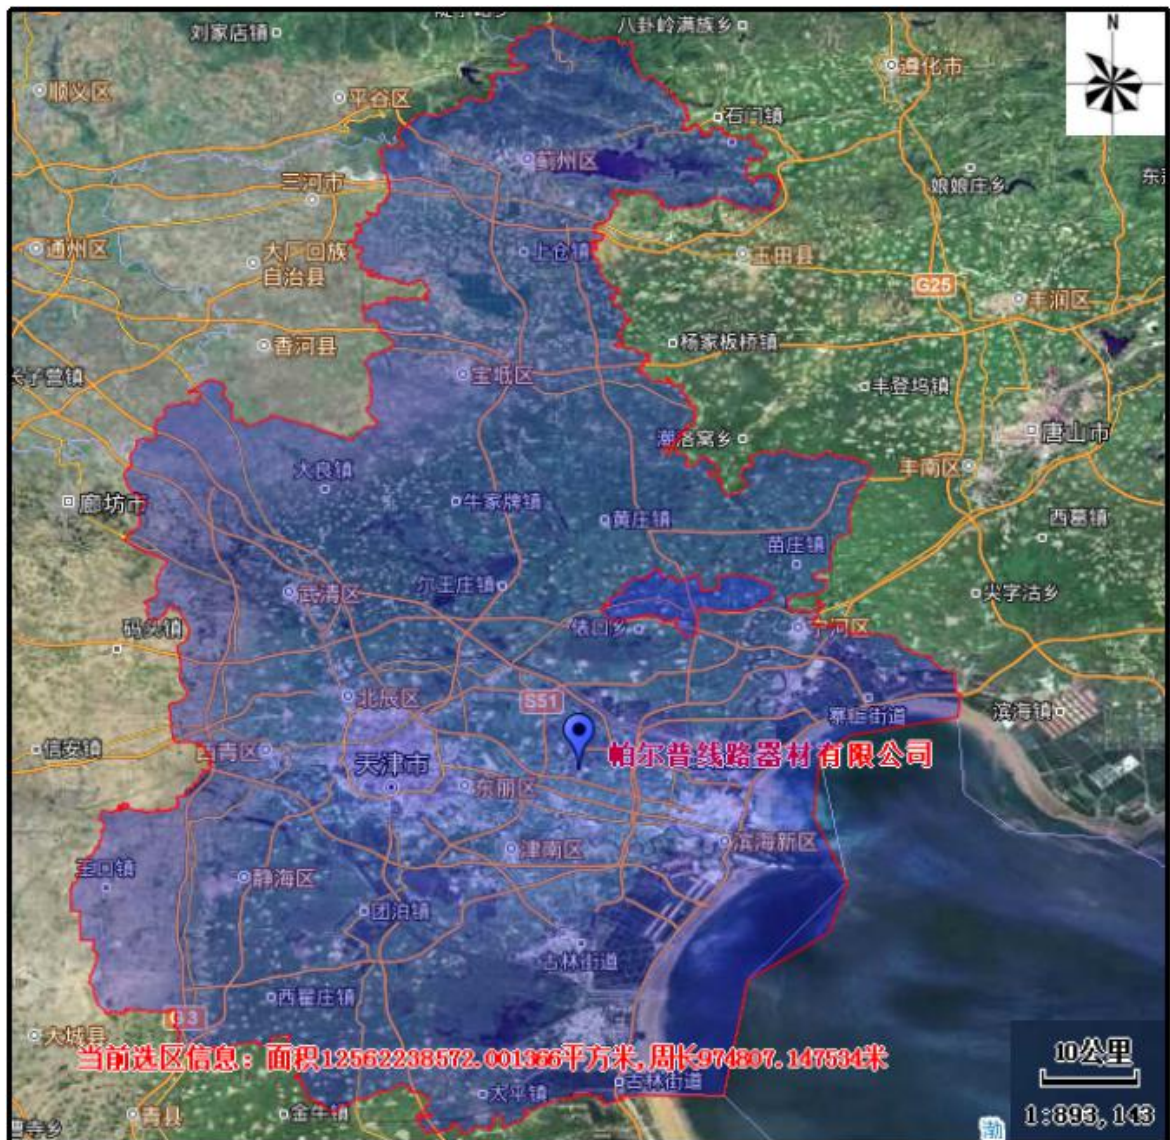 刘家店镇
八卦岭满族乡
N
遵化市
顺义区
平谷区
石门镇
蓟州区
娘娘庄乡
三河市
通州区
大厂回族
自治县
上仓镇
玉田县
G25
丰润区
香河县
杨家板桥镇
长子营镇
宝坻区
丰登坞镇
唐山市
潮洛窝乡
丰南区
大良镇
廊坊市
牛家牌镇
黄庄镇
西葛镇
苗庄镇
武清区
尔王庄镇
尖字沽乡
码头镇
俵口乡
宁河区
北辰区
S51
寨上街道
滨海镇
信安镇
西青区
天津市
帕尔普线路器材有限公司
东丽区
津南区
滨海新区
王口镇
静海区
团泊镇
古林街道
西翟庄镇
G3
大城县
当前选区信息：面积12562238572.001366平方米,周长974807.147534米
10公里
古林街道
太平镇
青县
金牛镇
1:893,143
渤